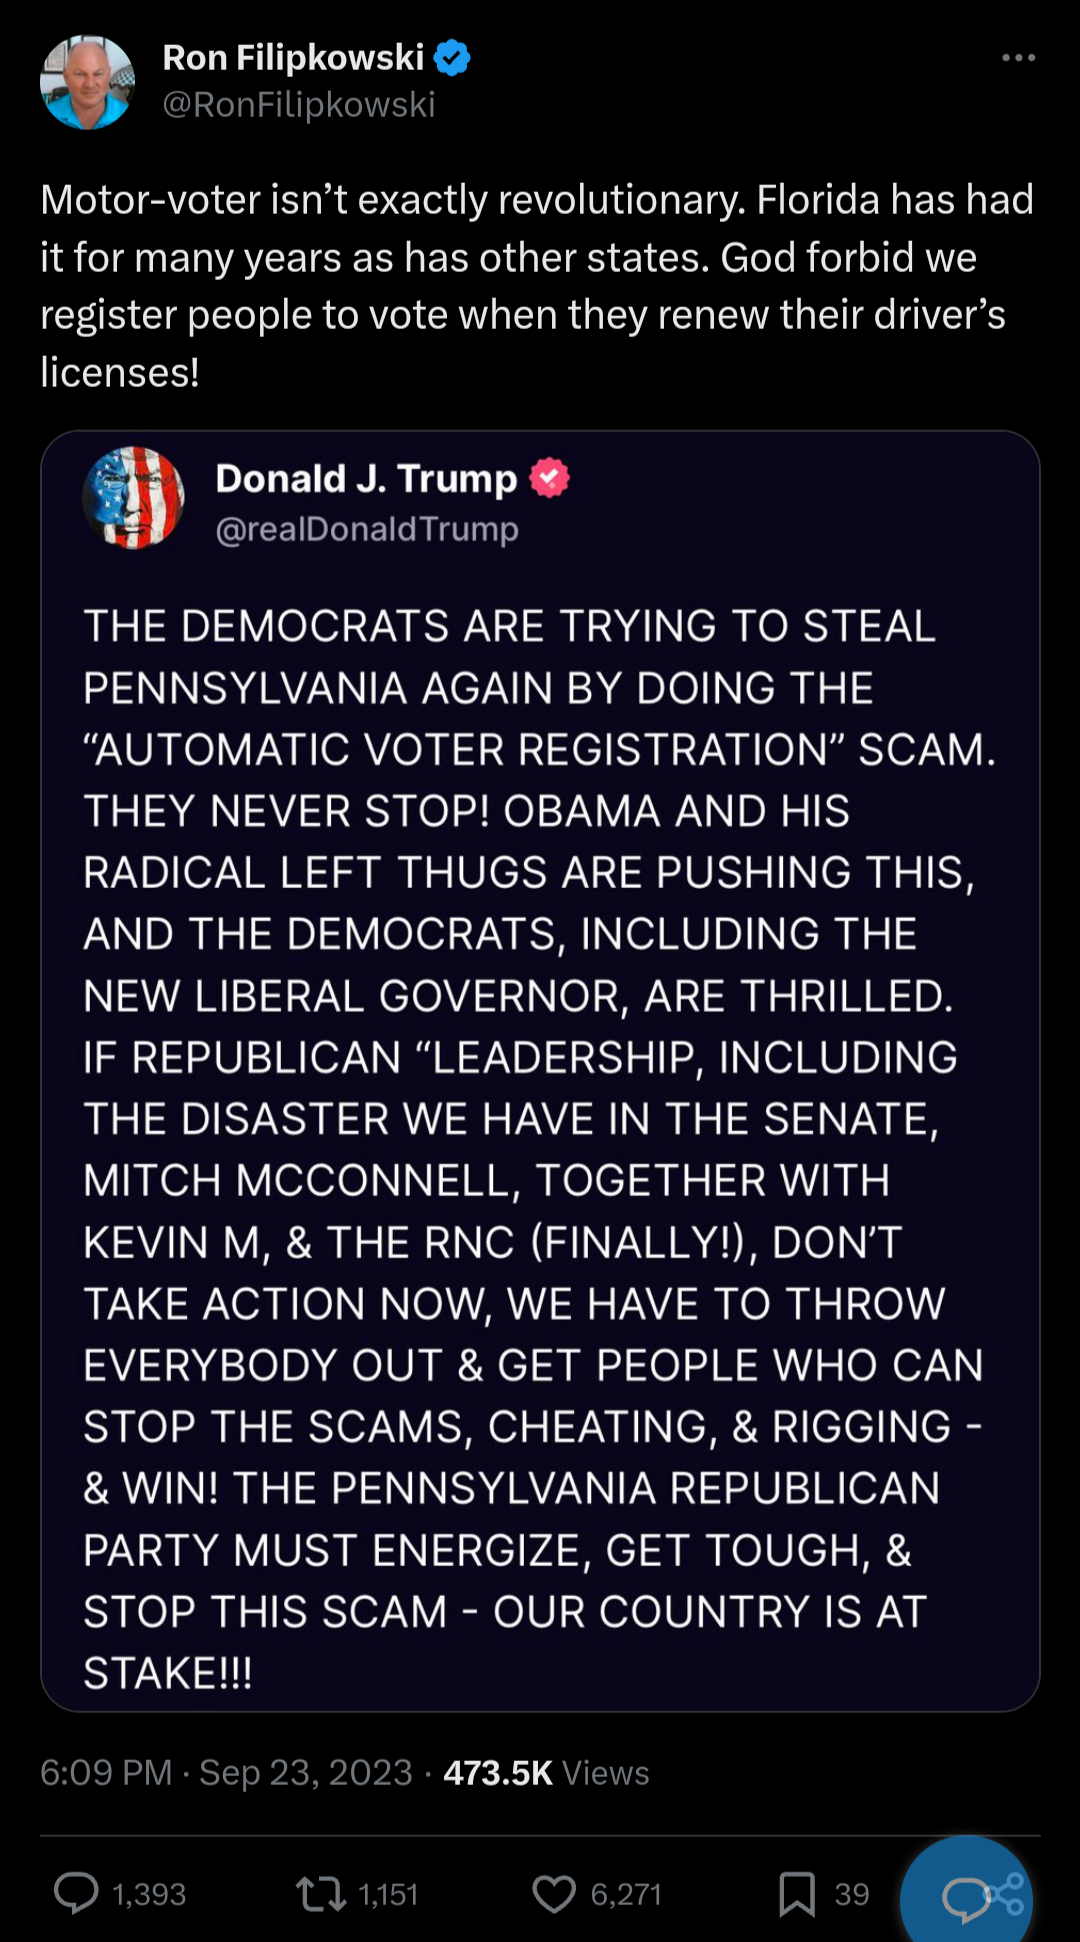 Ron Filipkowski
@RonFilipkowski
Motor-voter isn’t exactly revolutionary. Florida has had
it for many years as has other states. God forbid we
register people to vote when they renew their driver’s
licenses!
Donald J. Trump
@realDonaldTrump
THE DEMOCRATS ARE TRYING TO STEAL
PENNSYLVANIA AGAIN BY DOING THE
“AUTOMATIC VOTER REGISTRATION” SCAM.
THEY NEVER STOP! OBAMA AND HIS
RADICAL LEFT THUGS ARE PUSHING THIS,
AND THE DEMOCRATS, INCLUDING THE
NEW LIBERAL GOVERNOR, ARE THRILLED.
IF REPUBLICAN “LEADERSHIP, INCLUDING
THE DISASTER WE HAVE IN THE SENATE,
MITCH MCCONNELL, TOGETHER WITH
KEVIN M, & THE RNC (FINALLY!), DON’T
TAKE ACTION NOW, WE HAVE TO THROW
EVERYBODY OUT & GET PEOPLE WHO CAN
STOP THE SCAMS, CHEATING, & RIGGING -
& WIN! THE PENNSYLVANIA REPUBLICAN
PARTY MUST ENERGIZE, GET TOUGH, &
STOP THIS SCAM - OUR COUNTRY IS AT
STAKE!!!
6:09 PM · Sep 23, 2023 · 473.5K Views
1,393 1,151 6,271 39